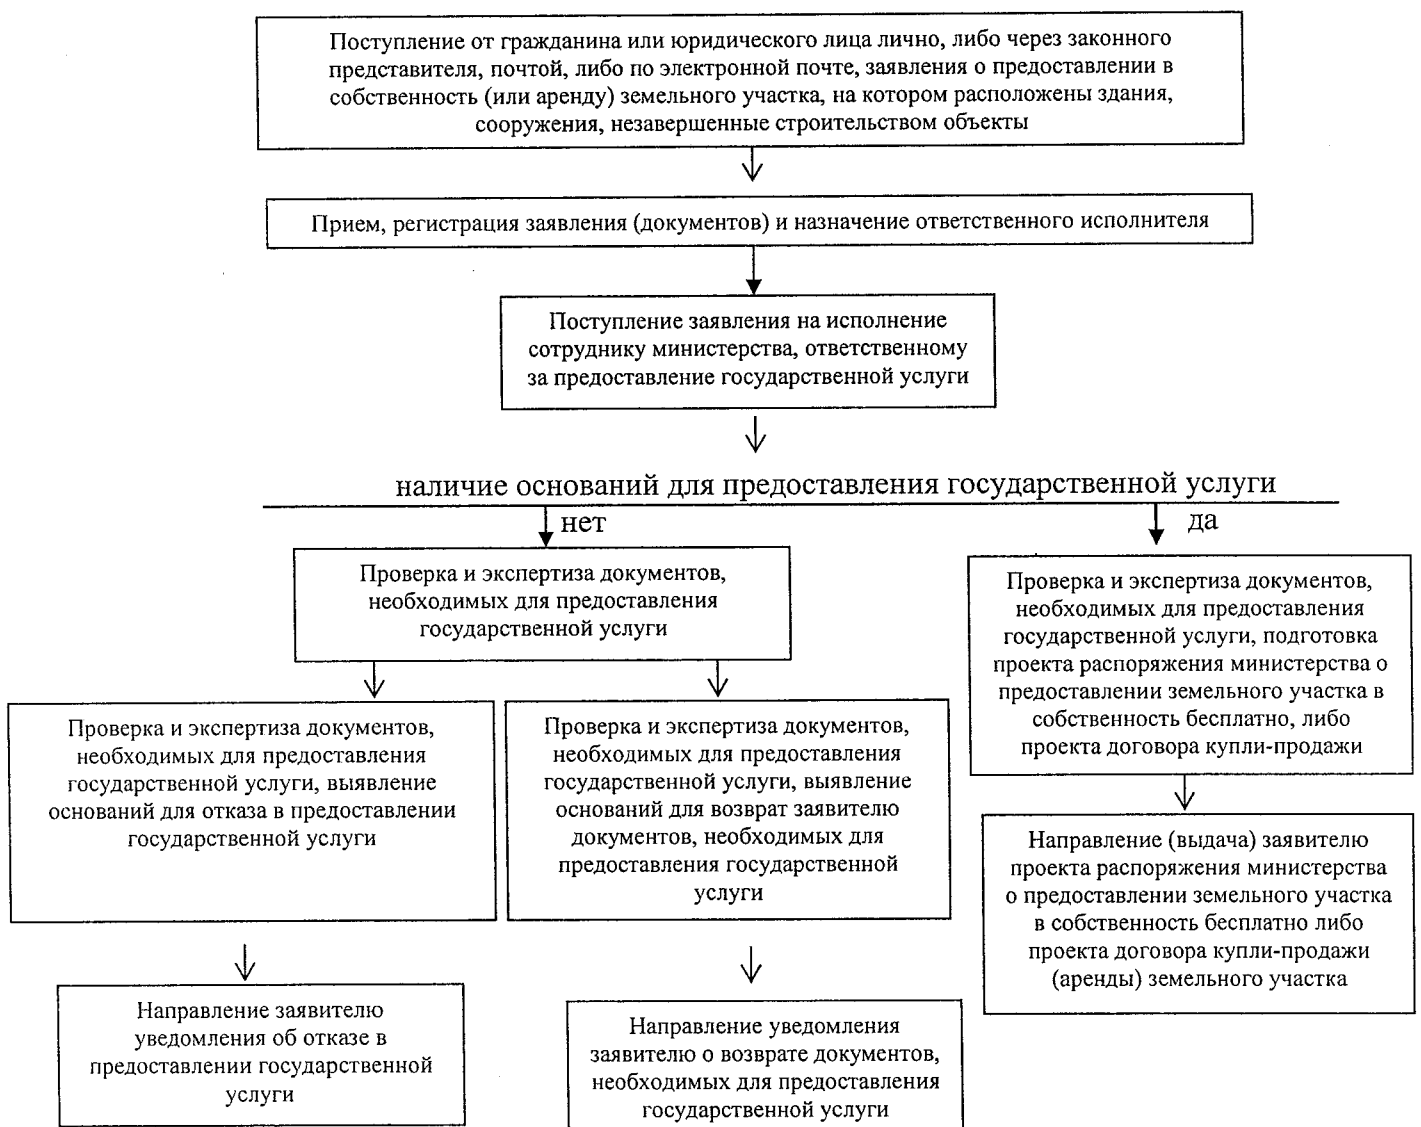 Поступление от гражданина или юридического лица лично, либо через законного
представителя, почтой, либо по электронной почте, заявления о предоставлении в
собственность (или аренду) земельного участка, на котором расположены здания,
сооружения, незавершенные строительством объекты
Прием, регистрация заявления (документов) и назначение ответственного исполнителя
Поступление заявления на исполнение
сотруднику министерства, ответственному
за предоставление государственной услуги
наличие оснований для предоставления государственной услуги
нет
да
Проверка и экспертиза документов,
необходимых для предоставления
государственной услуги
Проверка и экспертиза документов,
необходимых для предоставления
государственной услуги, подготовка
проекта распоряжения министерства о
предоставлении земельного участка в
собственность бесплатно, либо
проекта договора купли-продажи
Проверка и экспертиза документов,
необходимых для предоставления
государственной услуги, выявление
оснований для отказа в предоставлении
государственной услуги
Проверка и экспертиза документов,
необходимых для предоставления
государственной услуги, выявление
оснований для возврат заявителю
документов, необходимых для
предоставления государственной
услуги
Направление (выдача) заявителю
проекта распоряжения министерства
о предоставлении земельного участка
в собственность бесплатно либо
проекта договора купли-продажи
(аренды) земельного участка
Направление заявителю
уведомления об отказе в
предоставлении государственной
услуги
Направление уведомления
заявителю о возврате документов,
необходимых для предоставления
государственной услуги